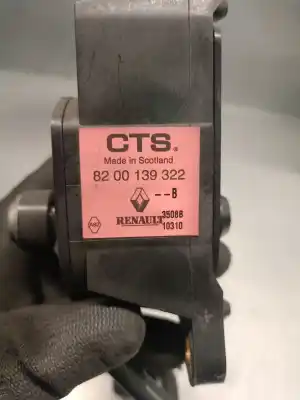 CTS.
Made in Scotland
82 00 139 322
--B
RENAULT 35088
10310